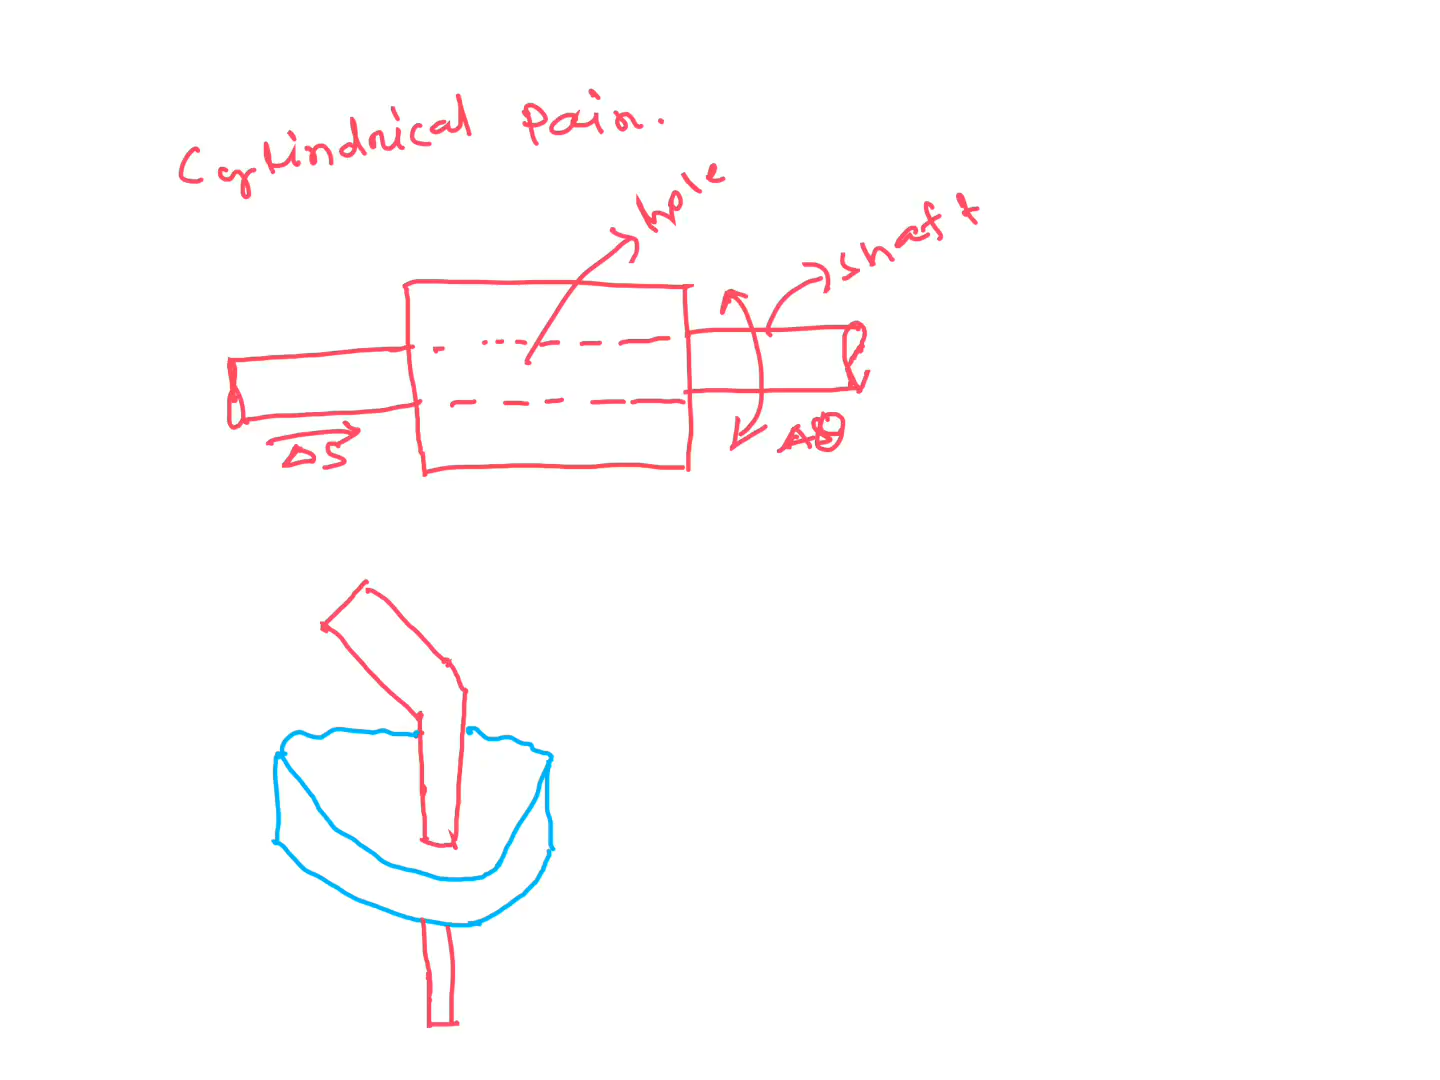 Cylindrical pair.
hole
shaft
ΔS
Δθ